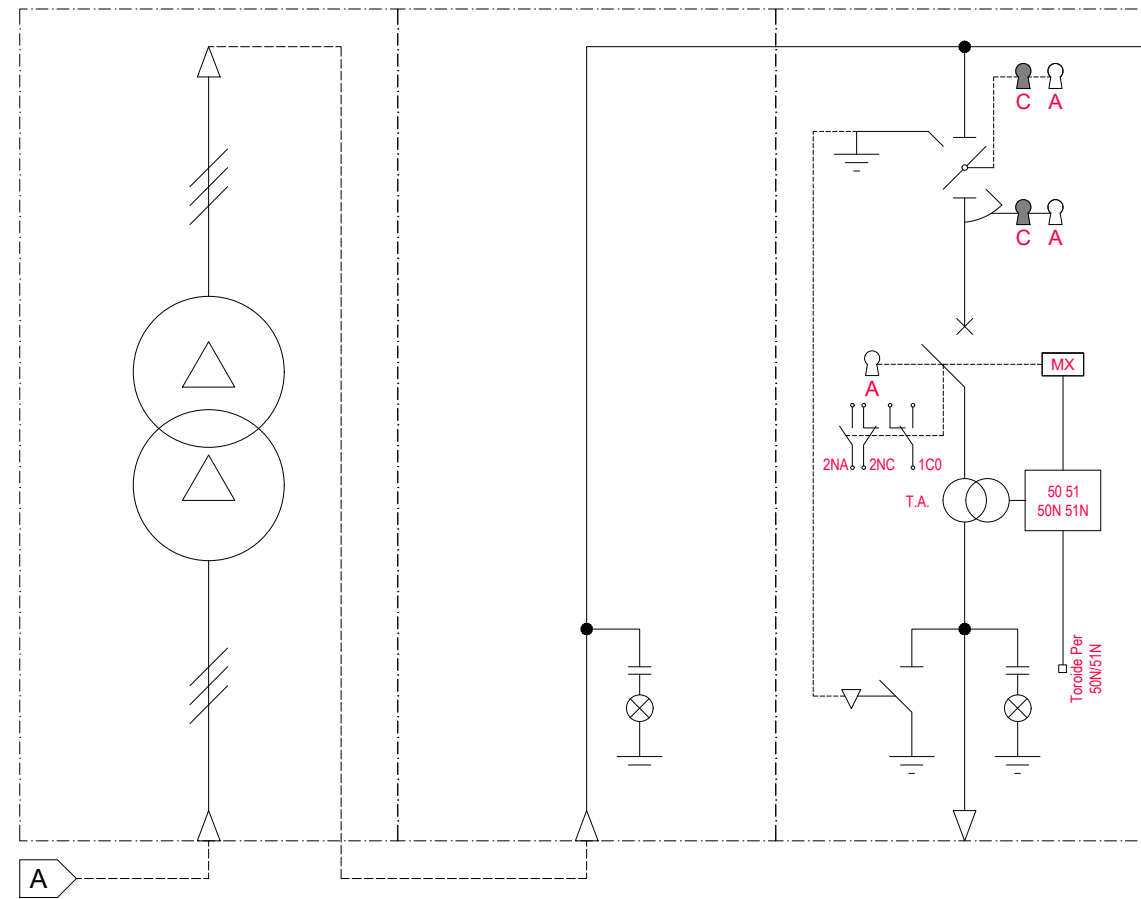 C A
C A
MX
A
2NA 2NC 1C0
T.A.
50 51
50N 51N
Toroide Per
50N/51N
A